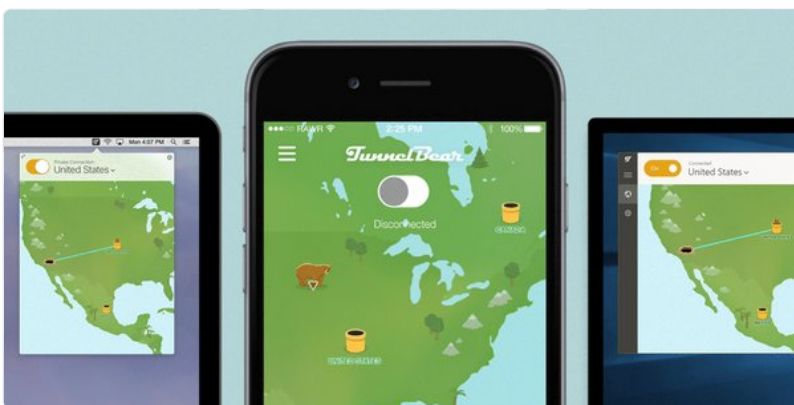 Mon 4:07 PM
Private Connection
United States
RAWR
2:25 PM
100%
TunnelBear
Disconnected
CANADA
UNITED STATES
On
Connected
United States